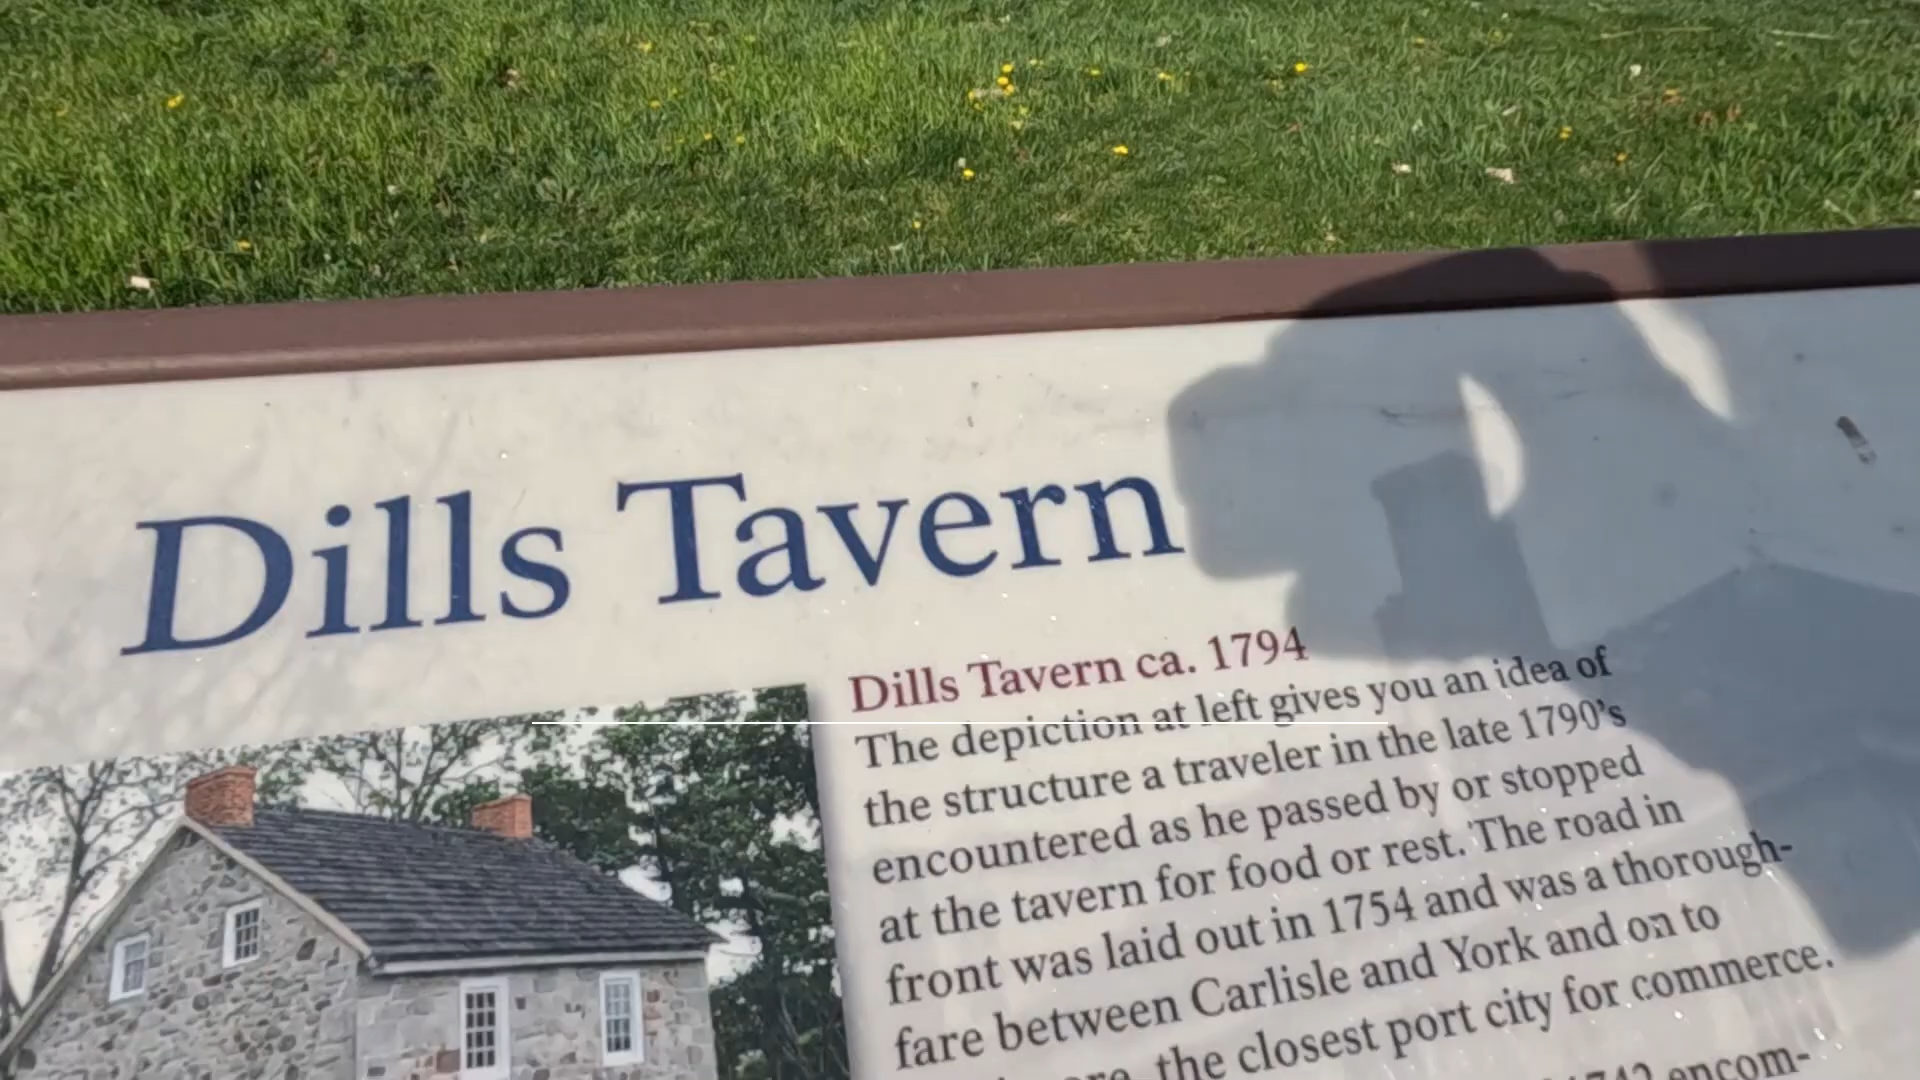 Dills Tavern
Dills Tavern ca. 1794
The depiction at left gives you an idea of
the structure a traveler in the late 1790's
encountered as he passed by or stopped
at the tavern for food or rest. The road in
front was laid out in 1754 and was a thorough-
fare between Carlisle and York and on to
the closest port city for commerce.
encom-